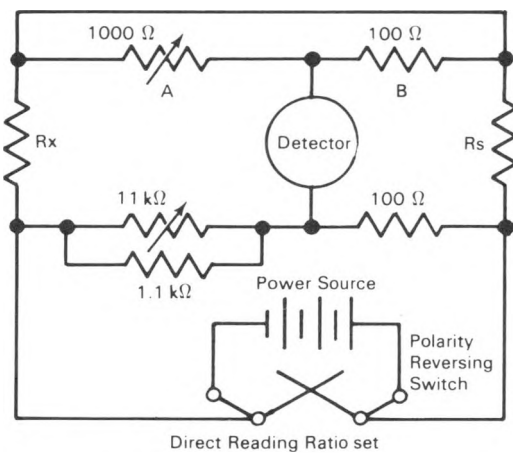 1000 Ω
100 Ω
A
B
Rx
Detector
Rs
11 kΩ
100 Ω
1.1 kΩ
Power Source
Polarity
Reversing
Switch
Direct Reading Ratio set